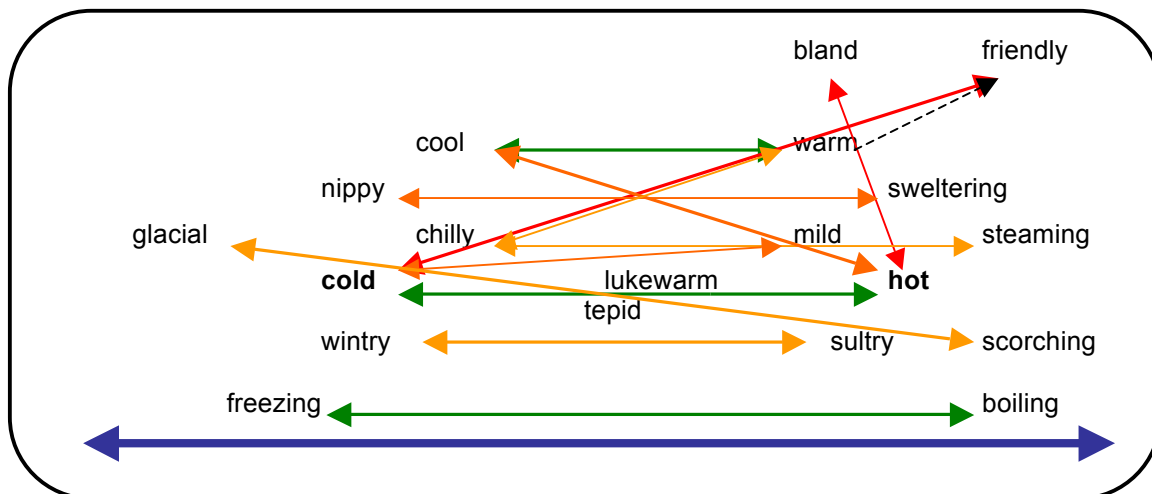 bland friendly
cool warm
nippy sweltering
glacial chilly mild steaming
cold lukewarm hot
tepid
wintry sultry scorching
freezing boiling